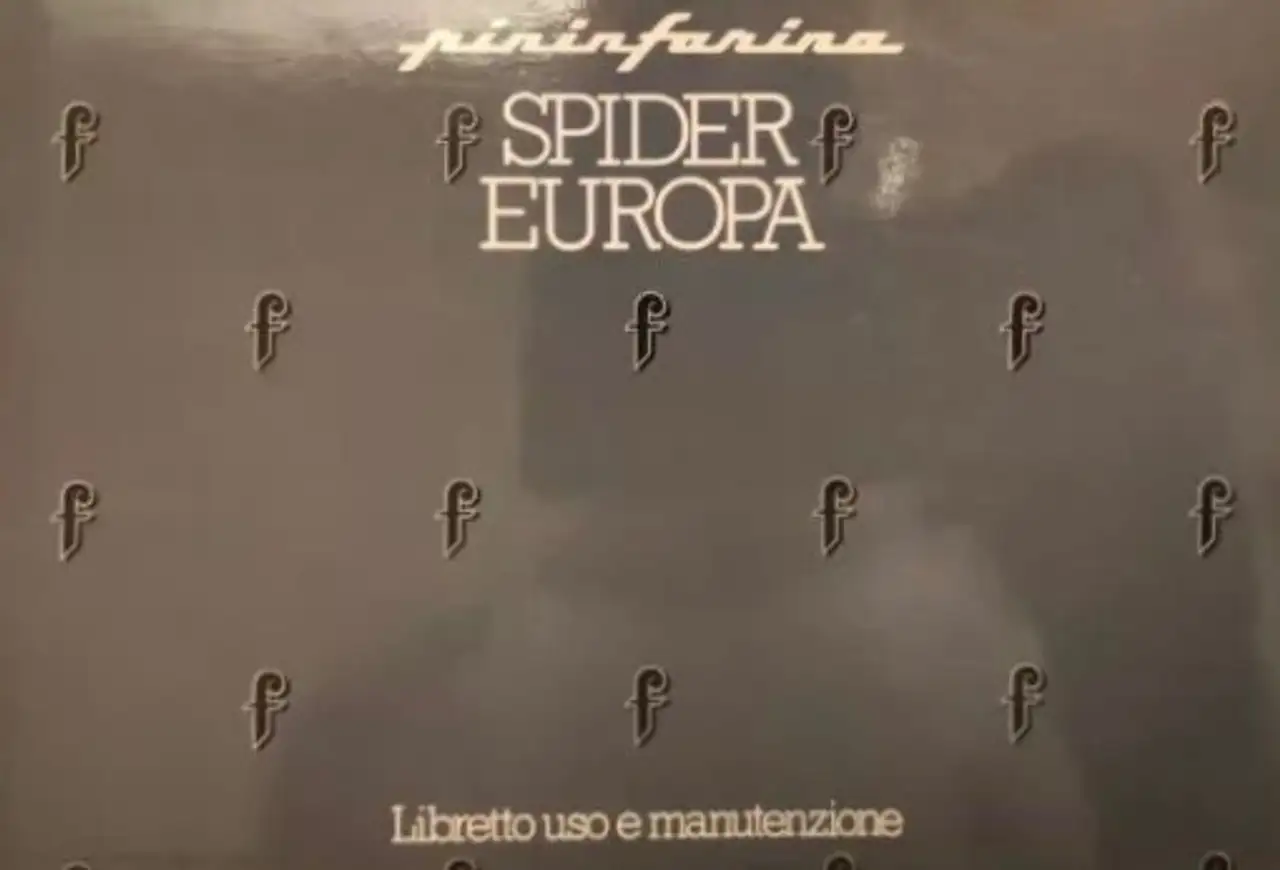 pininfarina
SPIDER
EUROPA
f f f f
f f f
f f f f
f f f
Libretto uso e manutenzione